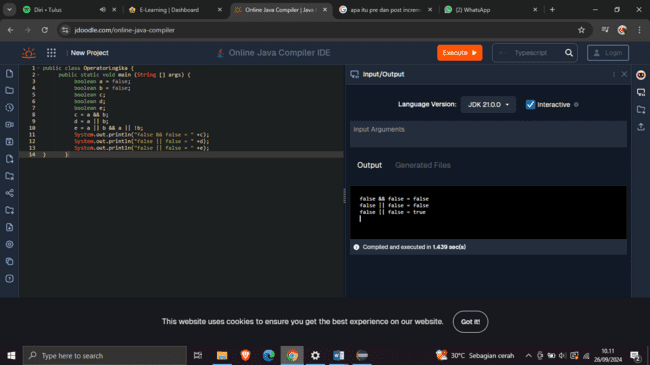 Diri • Tulus
E-Learning | Dashboard
Online Java Compiler | Java I
apa itu pre dan post increm
(2) WhatsApp
jdoodle.com/online-java-compiler
New Project
Online Java Compiler IDE
Execute
Typescript
Login
1 public class OperatorLogika {
2 public static void main (String [] args) {
3 boolean a = false;
4 boolean b = false;
5 boolean c;
6 boolean d;
7 boolean e;
8 c = a && b;
9 d = a || b;
10 e = a || b && a || !b;
11 System.out.println("false && false = " +c);
12 System.out.println("false || false = " +d);
13 System.out.println("false || false = " +e);
14 } }
Input/Output
Language Version: JDK 21.0.0 Interactive
Input Arguments
Output Generated Files
false && false = false
false || false = false
false || false = true
Compiled and executed in 1.439 sec(s)
This website uses cookies to ensure you get the best experience on our website. Got it!
Type here to search
30°C Sebagian cerah
10.11
26/09/2024
2